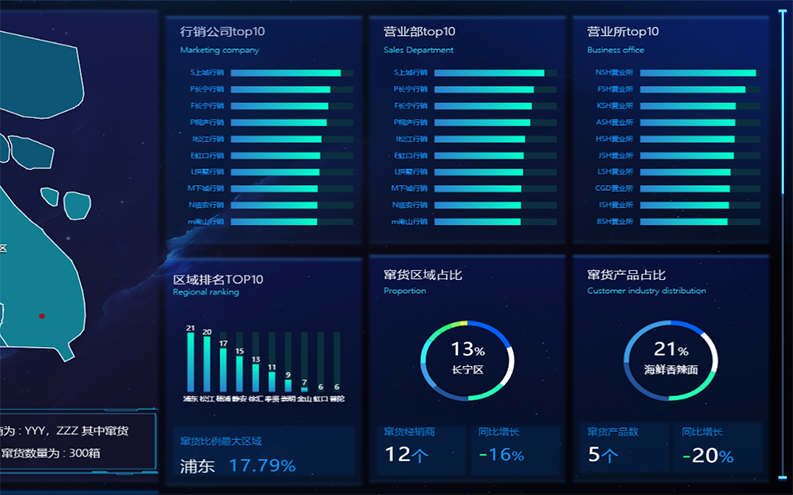 行销公司top10
Marketing company
S上城行销
P长宁行销
F长宁行销
P桐庐行销
I松江行销
E虹口行销
L拱墅行销
M下城行销
N临安行销
m南山行销
营业部top10
Sales Department
S上城行销
P长宁行销
F长宁行销
P桐庐行销
I松江行销
E虹口行销
L拱墅行销
M下城行销
N临安行销
m南山行销
营业所top10
Business office
NSH营业所
FSH营业所
KSH营业所
ASH营业所
HSH营业所
JSH营业所
LSH营业所
CGD营业所
ISH营业所
BSH营业所
区
为 : YYY，ZZZ 其中窜货
窜货数量为 : 300箱
区域排名TOP10
Regional ranking
21 20 17 15 13 11 9 7 6 6
浦东 松江 杨浦 静安 徐汇 奉贤 崇明 金山 虹口 普陀
窜货比例最大区域
浦东 17.79%
窜货区域占比
Proportion
13%
长宁区
窜货经销商
12个
同比增长
-16%
窜货产品占比
Customer industry distribution
21%
海鲜香辣面
窜货产品数
5个
同比增长
-20%